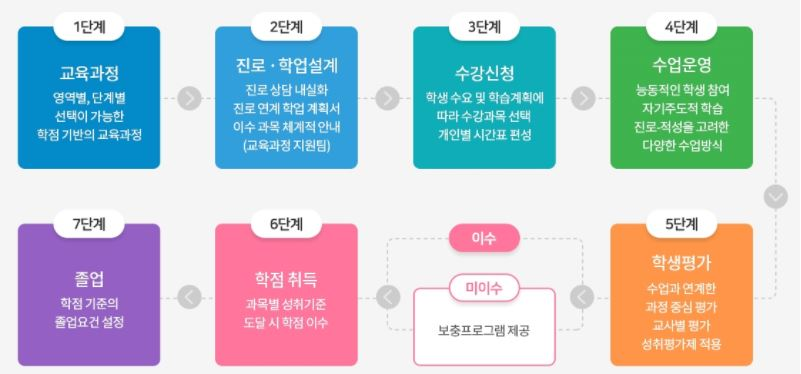 1단계
교육과정
영역별, 단계별
선택이 가능한
학점 기반의 교육과정
2단계
진로·학업설계
진로 상담 내실화
진로 연계 학업 계획서
이수 과목 체계적 안내
(교육과정 지원팀)
3단계
수강신청
학생 수요 및 학습계획에
따라 수강과목 선택
개인별 시간표 편성
4단계
수업운영
능동적인 학생 참여
자기주도적 학습
진로·적성을 고려한
다양한 수업방식
5단계
학생평가
수업과 연계한
과정 중심 평가
교사별 평가
성취평가제 적용
이수
미이수
보충프로그램 제공
6단계
학점 취득
과목별 성취기준
도달 시 학점 이수
7단계
졸업
학점 기준의
졸업요건 설정